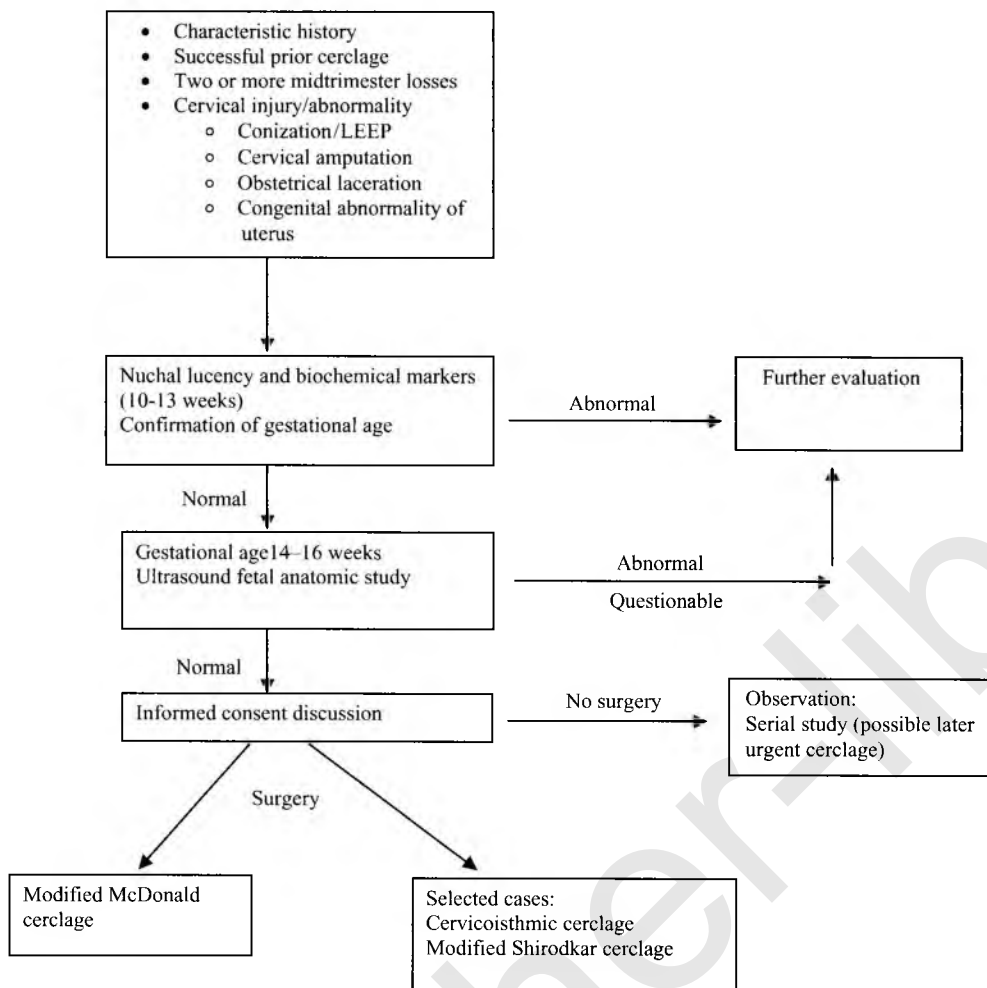 • Characteristic history
• Successful prior cerclage
• Two or more midtrimester losses
• Cervical injury/abnormality
o Conization/LEEP
o Cervical amputation
o Obstetrical laceration
o Congenital abnormality of
uterus
Nuchal lucency and biochemical markers
(10-13 weeks)
Confirmation of gestational age
Abnormal
Further evaluation
Normal
Gestational age14–16 weeks
Ultrasound fetal anatomic study
Abnormal
Questionable
Normal
Informed consent discussion
No surgery
Observation:
Serial study (possible later
urgent cerclage)
Surgery
Modified McDonald
cerclage
Selected cases:
Cervicoisthmic cerclage
Modified Shirodkar cerclage
her-lib